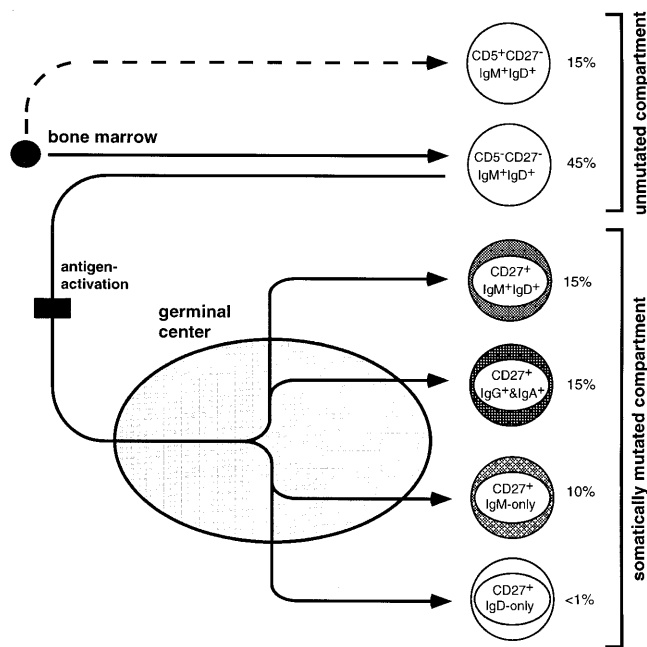 CD5+CD27-
IgM+IgD+
15%
bone marrow
CD5-CD27-
IgM+IgD+
45%
unmutated compartment
antigen-
activation
germinal
center
CD27+
IgM+IgD+
15%
CD27+
IgG+&IgA+
15%
CD27+
IgM-only
10%
CD27+
IgD-only
<1%
somatically mutated compartment